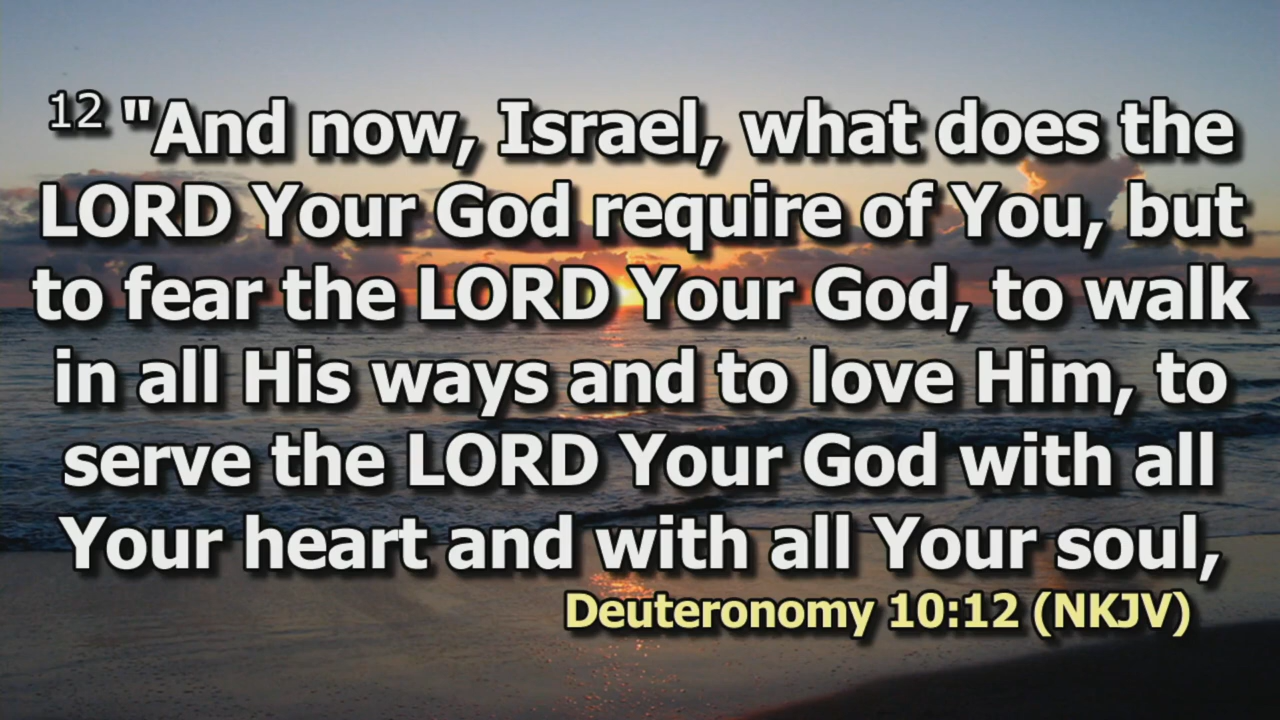 12 "And now, Israel, what does the
LORD Your God require of You, but
to fear the LORD Your God, to walk
in all His ways and to love Him, to
serve the LORD Your God with all
Your heart and with all Your soul,
Deuteronomy 10:12 (NKJV)